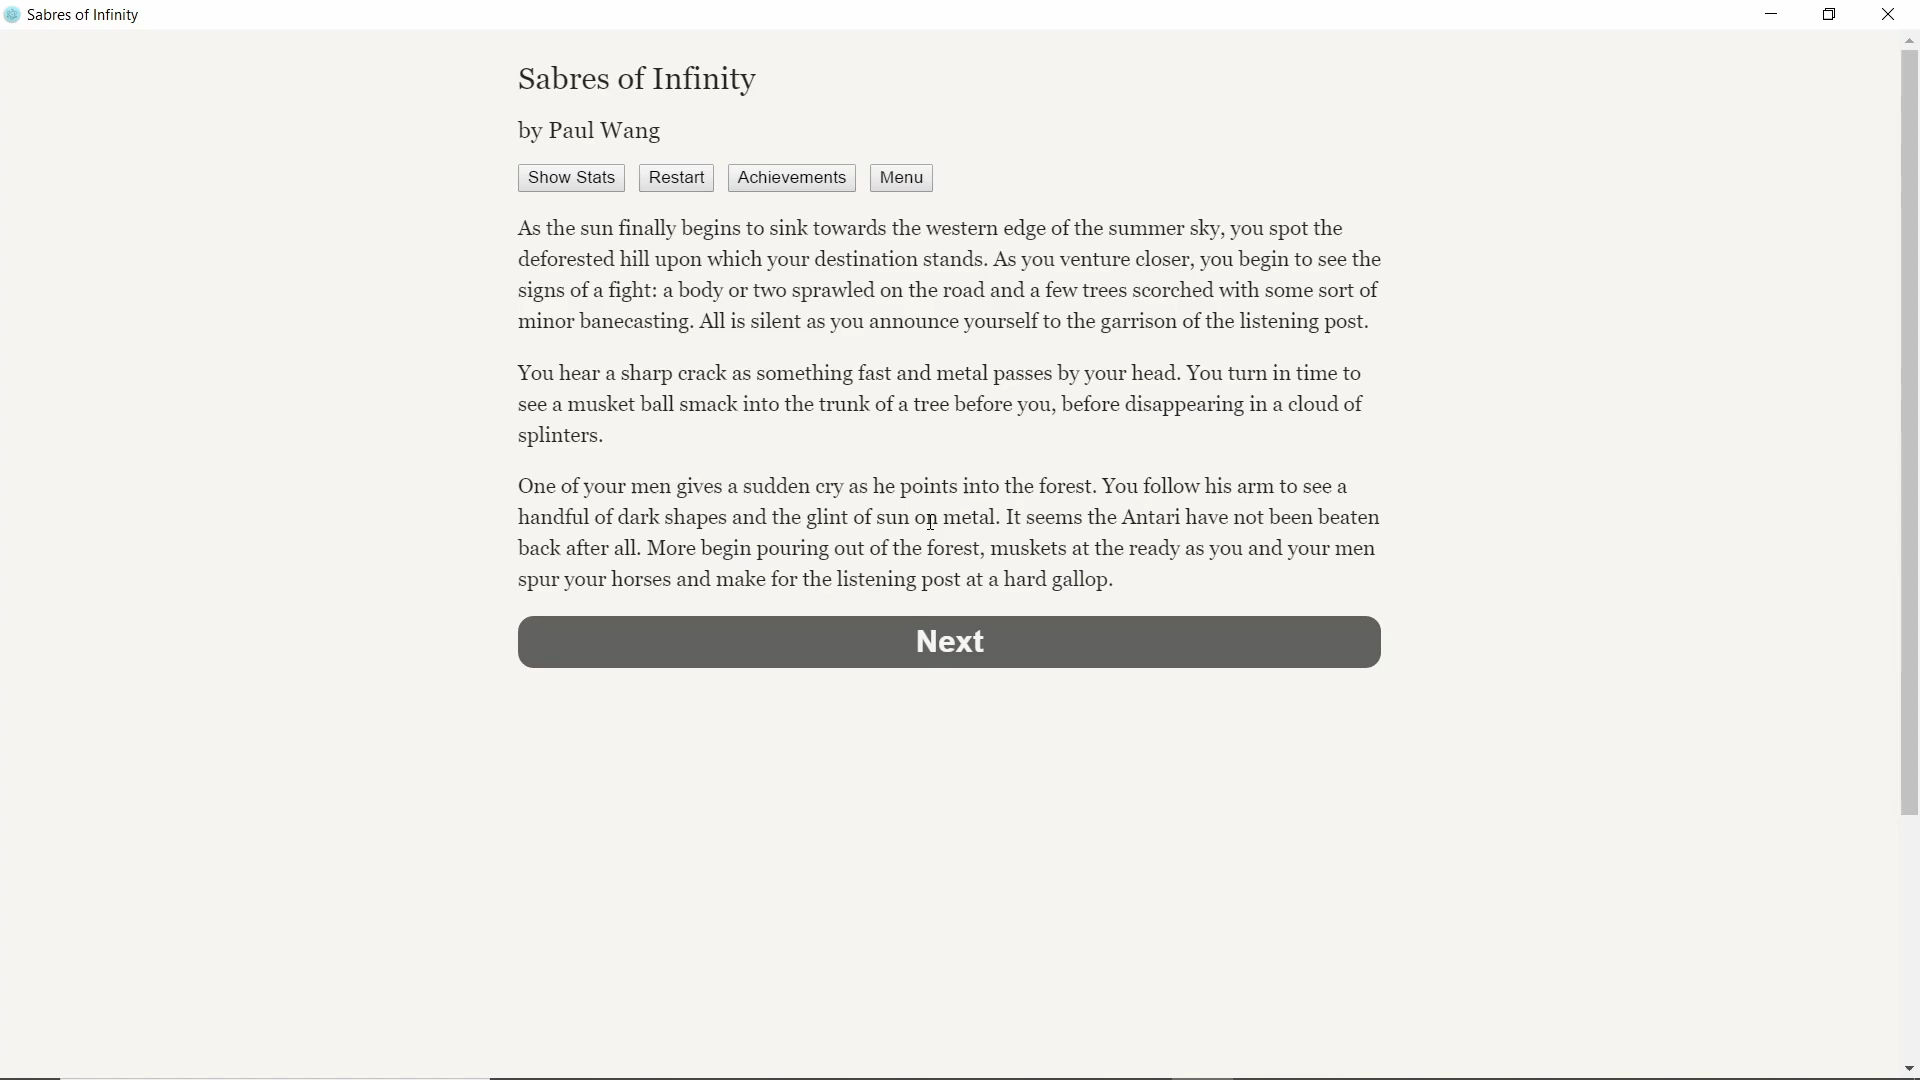 Sabres of Infinity
Sabres of Infinity
by Paul Wang
Show Stats Restart Achievements Menu
As the sun finally begins to sink towards the western edge of the summer sky, you spot the
deforested hill upon which your destination stands. As you venture closer, you begin to see the
signs of a fight: a body or two sprawled on the road and a few trees scorched with some sort of
minor banecasting. All is silent as you announce yourself to the garrison of the listening post.
You hear a sharp crack as something fast and metal passes by your head. You turn in time to
see a musket ball smack into the trunk of a tree before you, before disappearing in a cloud of
splinters.
One of your men gives a sudden cry as he points into the forest. You follow his arm to see a
handful of dark shapes and the glint of sun on metal. It seems the Antari have not been beaten
back after all. More begin pouring out of the forest, muskets at the ready as you and your men
spur your horses and make for the listening post at a hard gallop.
Next